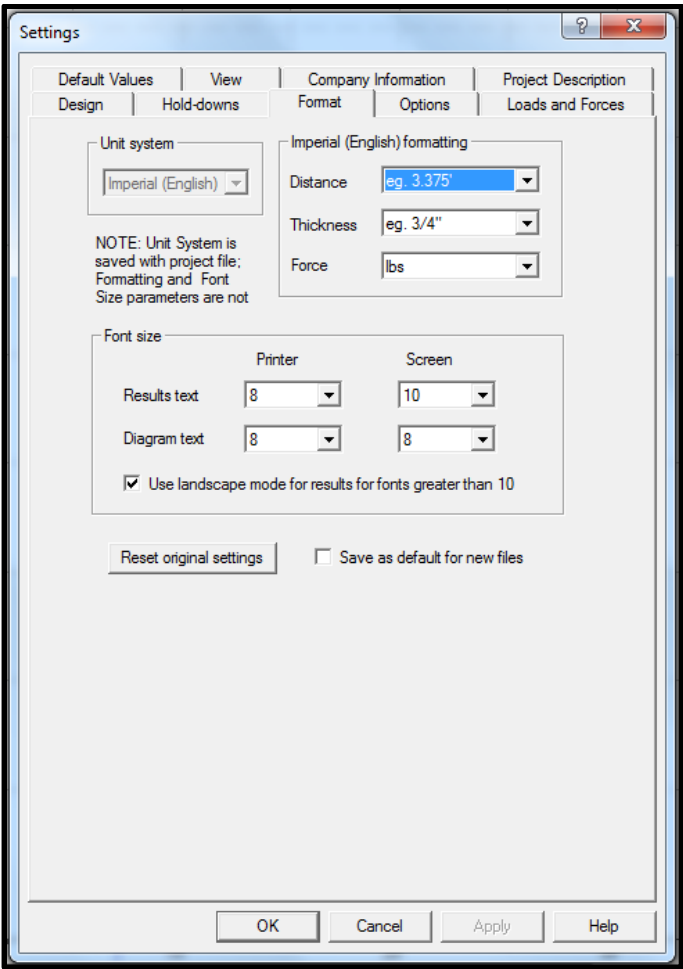 Settings
?
Default Values View Company Information Project Description
Design Hold-downs Format Options Loads and Forces
Unit system
Imperial (English)
NOTE: Unit System is
saved with project file;
Formatting and Font
Size parameters are not
Imperial (English) formatting
Distance eg. 3.375'
Thickness eg. 3/4"
Force lbs
Font size
Printer Screen
Results text 8 10
Diagram text 8 8
Use landscape mode for results for fonts greater than 10
Reset original settings Save as default for new files
OK Cancel Apply Help